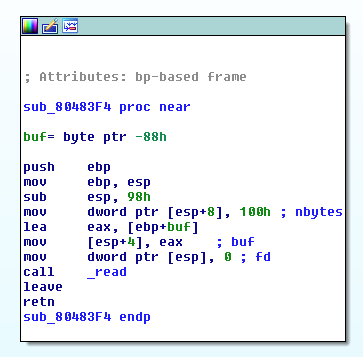 ; Attributes: bp-based frame
sub_80483F4 proc near
buf= byte ptr -88h
push ebp
mov ebp, esp
sub esp, 98h
mov dword ptr [esp+8], 100h ; nbytes
lea eax, [ebp+buf]
mov [esp+4], eax ; buf
mov dword ptr [esp], 0 ; fd
call _read
leave
retn
sub_80483F4 endp